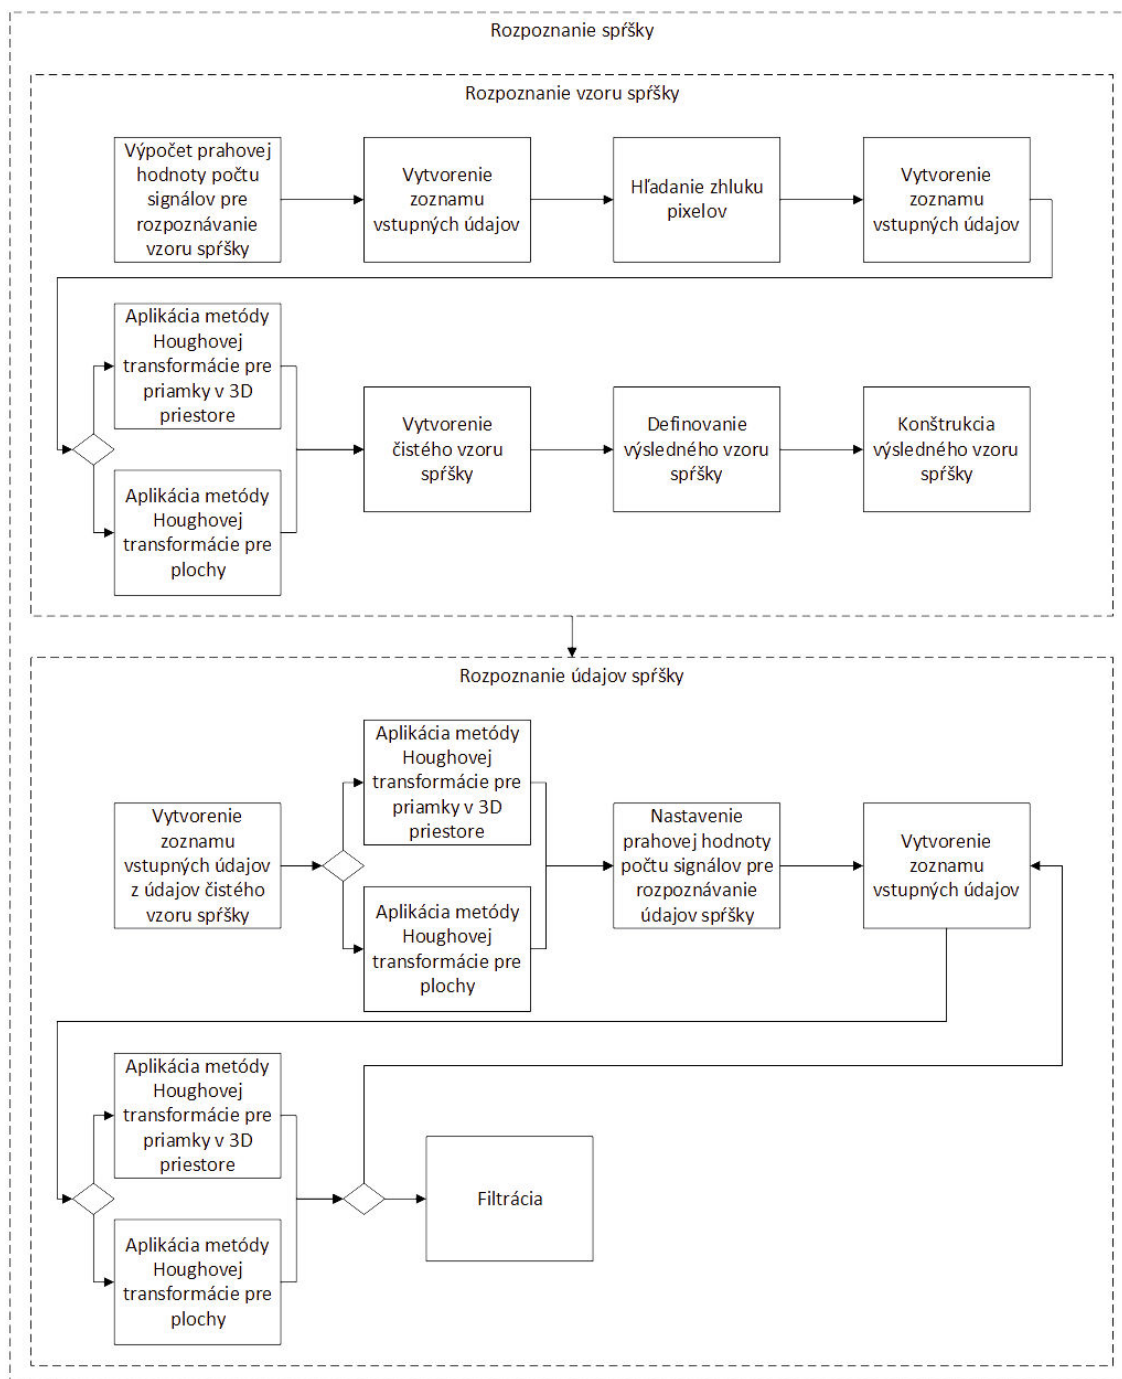 Rozpoznanie spŕšky
Rozpoznanie vzoru spŕšky
Výpočet prahovej
hodnoty počtu
signálov pre
rozpoznávanie
vzoru spŕšky
Vytvorenie
zoznamu
vstupných údajov
Hľadanie zhluku
pixelov
Vytvorenie
zoznamu
vstupných údajov
Aplikácia metódy
Houghovej
transformácie pre
priamky v 3D
priestore
Aplikácia metódy
Houghovej
transformácie pre
plochy
Vytvorenie
čistého vzoru
spŕšky
Definovanie
výsledného vzoru
spŕšky
Konštrukcia
výsledného vzoru
spŕšky
Rozpoznanie údajov spŕšky
Vytvorenie
zoznamu
vstupných údajov
z údajov čistého
vzoru spŕšky
Aplikácia metódy
Houghovej
transformácie pre
priamky v 3D
priestore
Aplikácia metódy
Houghovej
transformácie pre
plochy
Nastavenie
prahovej hodnoty
počtu signálov pre
rozpoznávanie
údajov spŕšky
Vytvorenie
zoznamu
vstupných údajov
Aplikácia metódy
Houghovej
transformácie pre
priamky v 3D
priestore
Aplikácia metódy
Houghovej
transformácie pre
plochy
Filtrácia